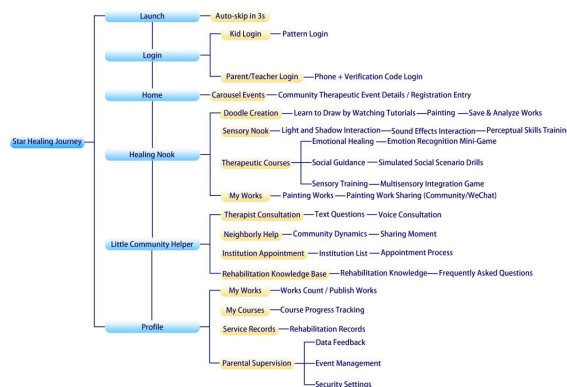 Launch Auto-skip in 3s
Kid Login Pattern Login
Login
Parent/Teacher Login Phone + Verification Code Login
Home Carousel Events Community Therapeutic Event Details / Registration Entry
Doodle Creation Learn to Draw by Watching Tutorials Painting Save & Analyze Works
Sensory Nook Light and Shadow Interaction Sound Effects Interaction Perceptual Skills Trainin
Star Healing Journey
Emotional Healing Emotion Recognition Mini-Game
Healing Nook
Therapeutic Courses Social Guidance Simulated Social Scenario Drills
Sensory Training Multisensory Integration Game
My Works Painting Works Painting Work Sharing (Community/WeChat)
Therapist Consultation Text Questions Voice Consultation
Neighborly Help Community Dynamics Sharing Moment
Little Community Helper
Institution Appointment Institution List Appointment Process
Rehabilitation Knowledge Base Rehabilitation Knowledge Frequently Asked Questions
My Works Works Count / Publish Works
My Courses Course Progress Tracking
Profile Service Records Rehabilitation Records
Data Feedback
Parental Supervision Event Management
Security Settings